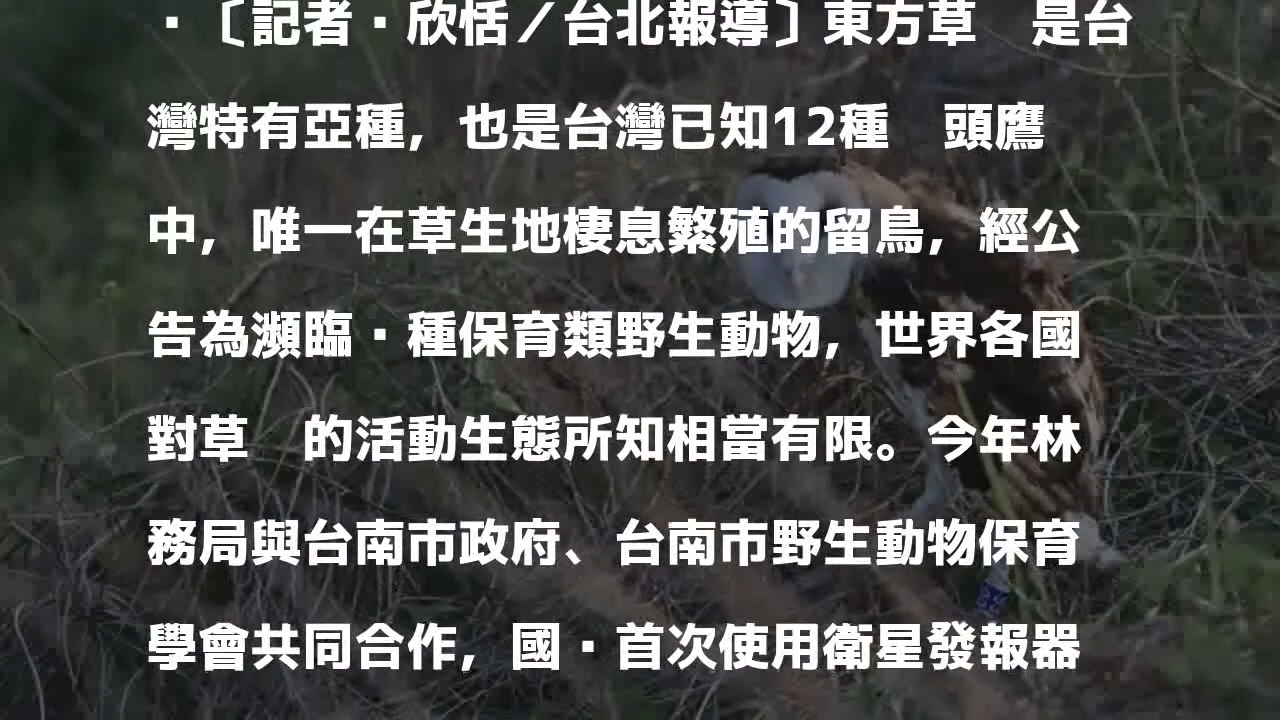 ·〔記者·欣恬／台北報導〕東方草　是台
灣特有亞種，也是台灣已知12種　頭鷹
中，唯一在草生地棲息繁殖的留鳥，經公
告為瀕臨·種保育類野生動物，世界各國
對草　的活動生態所知相當有限。今年林
務局與台南市政府、台南市野生動物保育
學會共同合作，國·首次使用衛星發報器